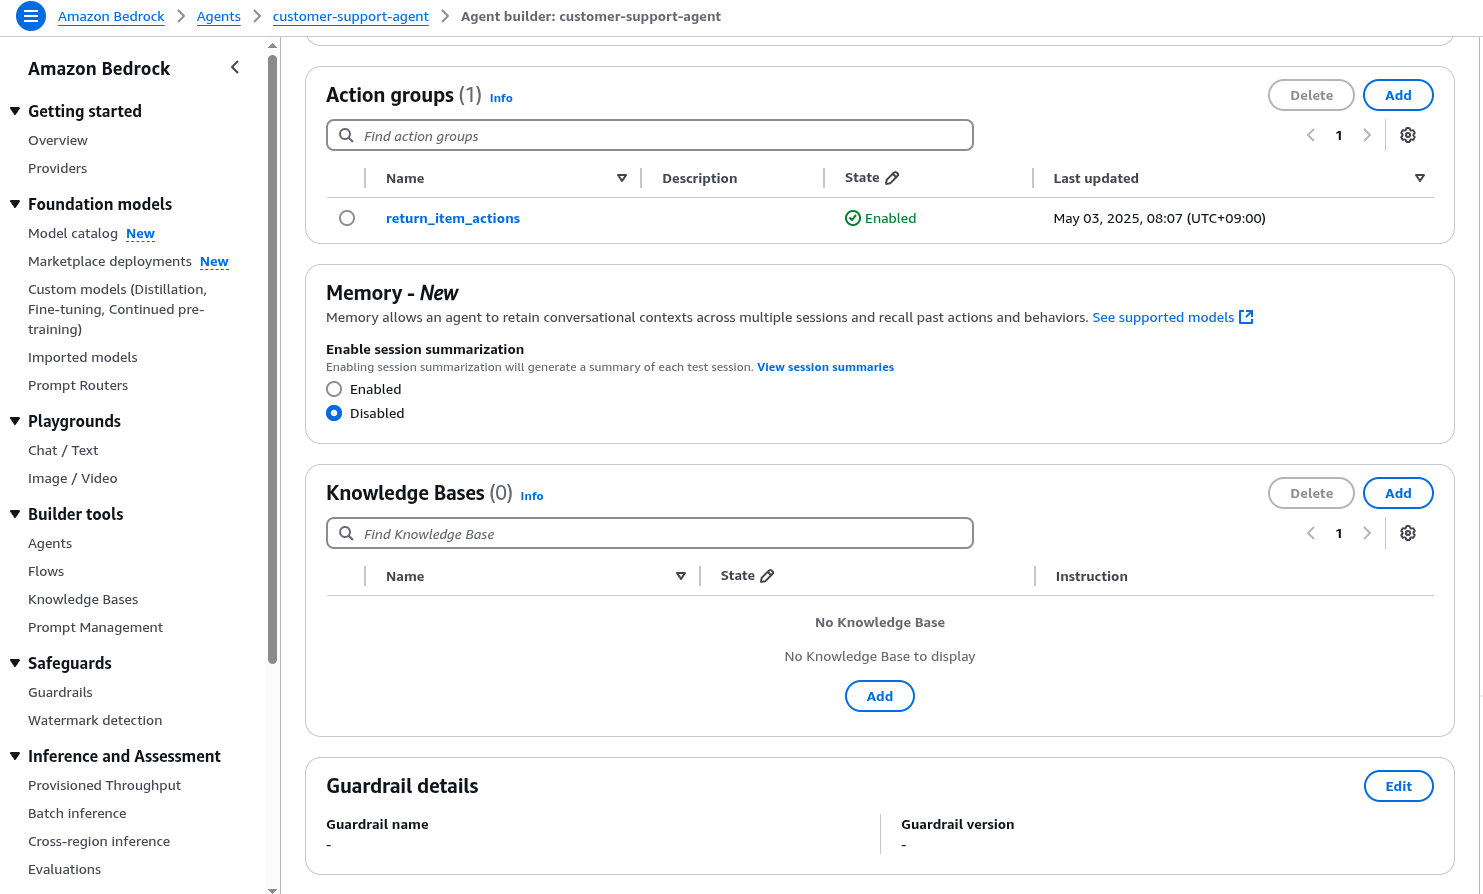 Amazon Bedrock > Agents > customer-support-agent > Agent builder: customer-support-agent
Amazon Bedrock
Getting started
Overview
Providers
Foundation models
Model catalog New
Marketplace deployments New
Custom models (Distillation,
Fine-tuning, Continued pre-
training)
Imported models
Prompt Routers
Playgrounds
Chat / Text
Image / Video
Builder tools
Agents
Flows
Knowledge Bases
Prompt Management
Safeguards
Guardrails
Watermark detection
Inference and Assessment
Provisioned Throughput
Batch inference
Cross-region inference
Evaluations
Action groups (1) Info
Delete Add
Find action groups
1
Name Description State Last updated
return_item_actions Enabled May 03, 2025, 08:07 (UTC+09:00)
Memory - New
Memory allows an agent to retain conversational contexts across multiple sessions and recall past actions and behaviors. See supported models
Enable session summarization
Enabling session summarization will generate a summary of each test session. View session summaries
Enabled
Disabled
Knowledge Bases (0) Info
Delete Add
Find Knowledge Base
1
Name State Instruction
No Knowledge Base
No Knowledge Base to display
Add
Guardrail details
Edit
Guardrail name Guardrail version
- -